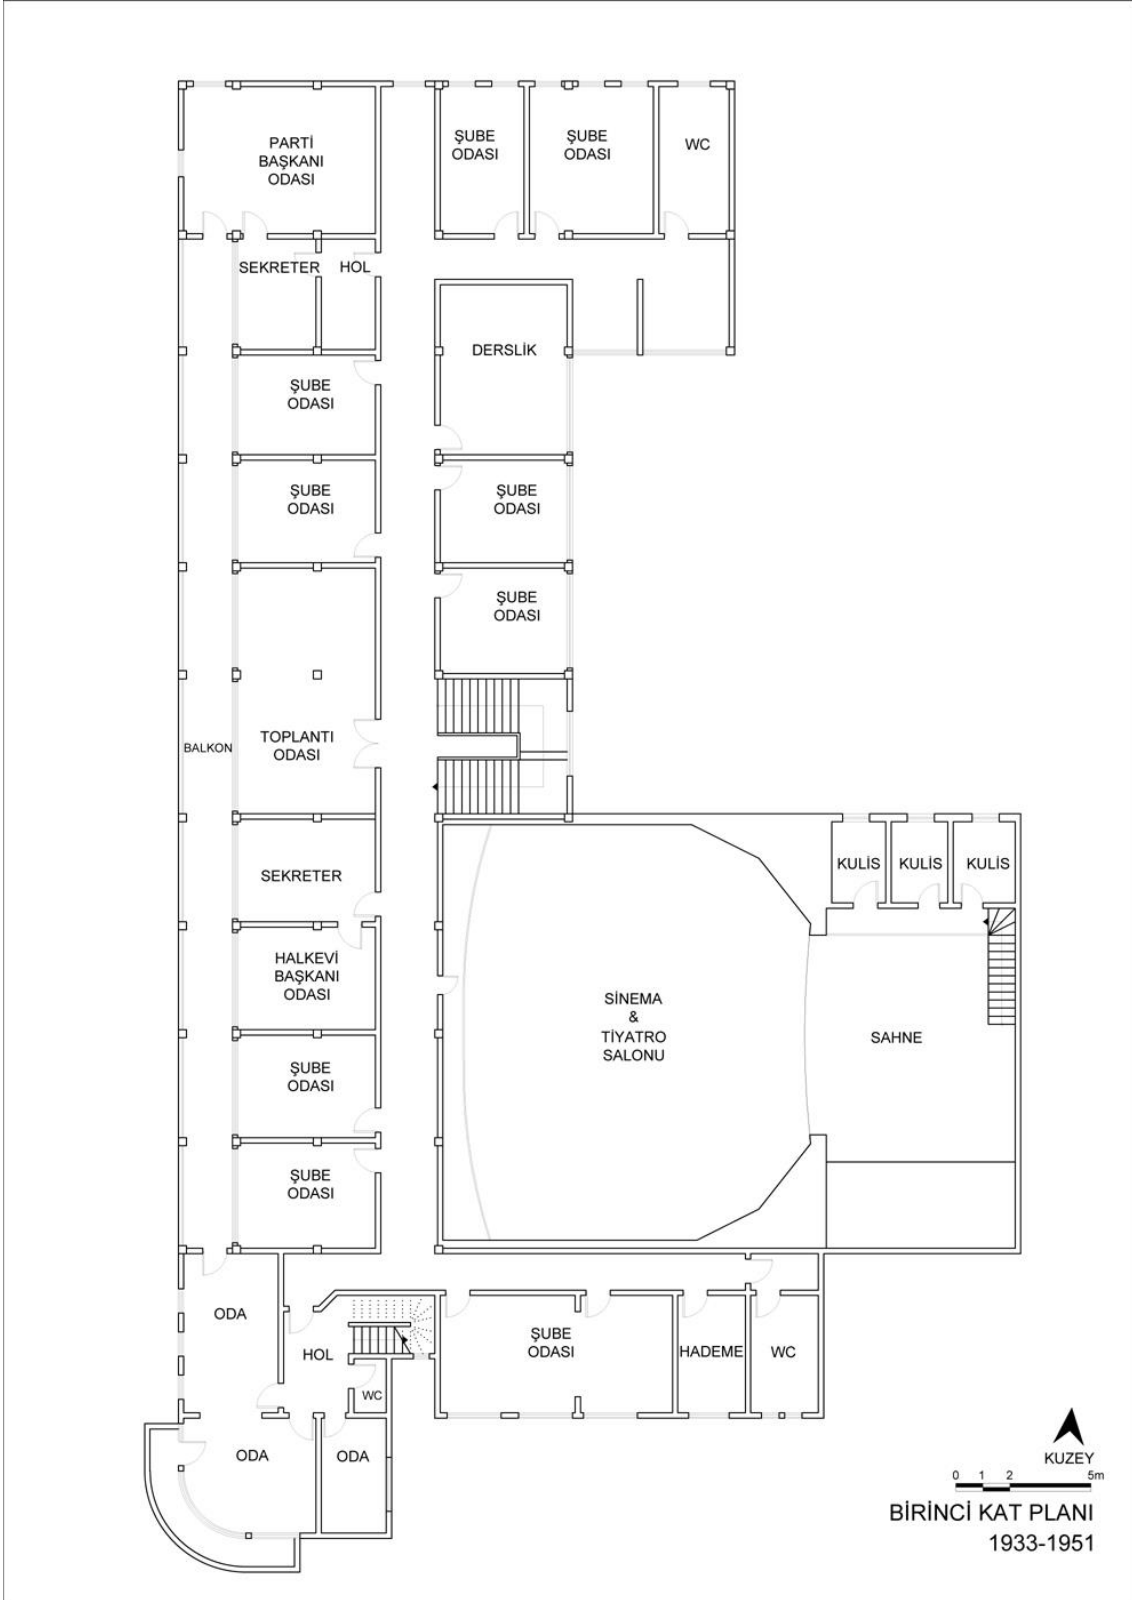 PARTİ
BAŞKANI
ODASI
ŞUBE
ODASI
ŞUBE
ODASI
WC
SEKRETER
HOL
DERSLİK
ŞUBE
ODASI
ŞUBE
ODASI
ŞUBE
ODASI
ŞUBE
ODASI
BALKON
TOPLANTI
ODASI
SEKRETER
KULİS
KULİS
KULİS
HALKEVİ
BAŞKANI
ODASI
SİNEMA
&
TİYATRO
SALONU
SAHNE
ŞUBE
ODASI
ŞUBE
ODASI
ODA
HOL
ŞUBE
ODASI
HADEME
WC
WC
ODA
ODA
KUZEY
0 1 2 5m
BİRİNCİ KAT PLANI
1933-1951